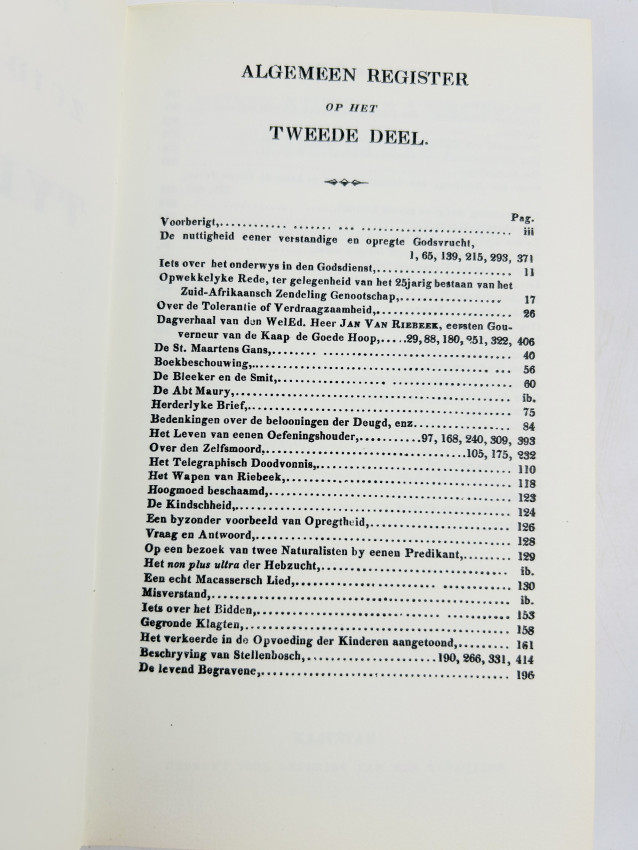 ALGEMEEN REGISTER
OP HET
TWEEDE DEEL.
Pag.
Voorberigt, iii
De nuttigheid eener verstandige en opregte Godsvrucht,
1, 65, 139, 215, 293, 371
Iets over het onderwys in den Godsdienst, 11
Opwekkelyke Rede, ter gelegenheid van het 25jarig bestaan van het
Zuid-Afrikaansch Zendeling Genootschap, 17
Over de Tolerantie of Verdraagzaamheid, 26
Dagverhaal van den WelEd. Heer JAN VAN RIEBEEK, eersten Gou-
verneur van de Kaap de Goede Hoop, 29, 88, 180, 251, 322, 406
De St. Maartens Gans, 40
Boekbeschouwing, 56
De Bleeker en de Smit, 60
De Abt Maury, ib.
Herderlyke Brief, 75
Bedenkingen over de belooningen der Deugd, enz 84
Het Leven van eenen Oefeningshouder, 97, 168, 240, 309, 393
Over den Zelfsmoord, 105, 175, 232
Het Telegraphisch Doodvonnis, 110
Het Wapen van Riebeek, 118
Hoogmoed beschaamd, 123
De Kindschheid, 124
Een byzonder voorbeeld van Opregtheid, 126
Vraag en Antwoord, 128
Op een bezoek van twee Naturalisten by eenen Predikant, 129
Het non plus ultra der Hebzucht, ib.
Een echt Macassersch Lied, 130
Misverstand, ib.
Iets over het Bidden, 153
Gegronde Klagten, 158
Het verkeerde in de Opvoeding der Kinderen aangetoond, 161
Beschryving van Stellenbosch, 190, 266, 331, 414
De levend Begravene, 196